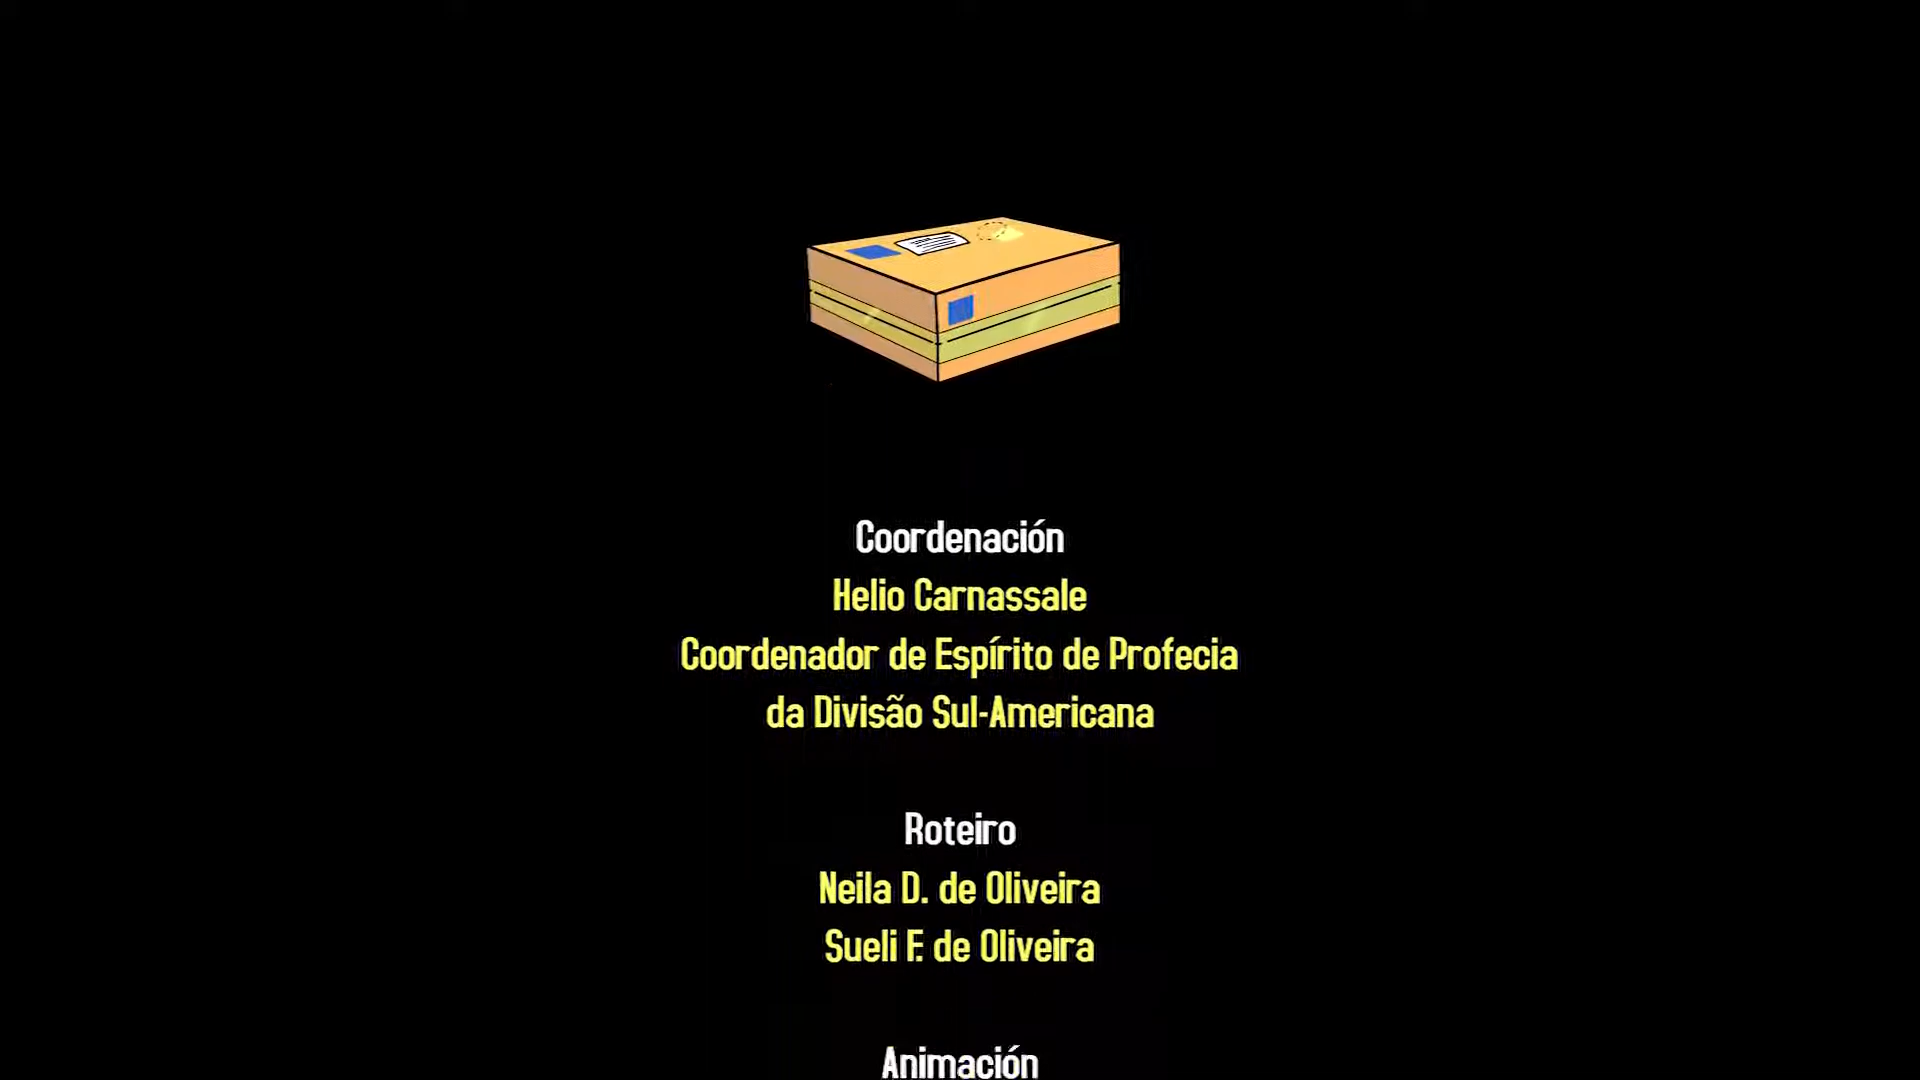 Coordenación
Helio Carnassale
Coordenador de Espírito de Profecia
da Divisão Sul-Americana
Roteiro
Neila D. de Oliveira
Sueli F. de Oliveira
Animación